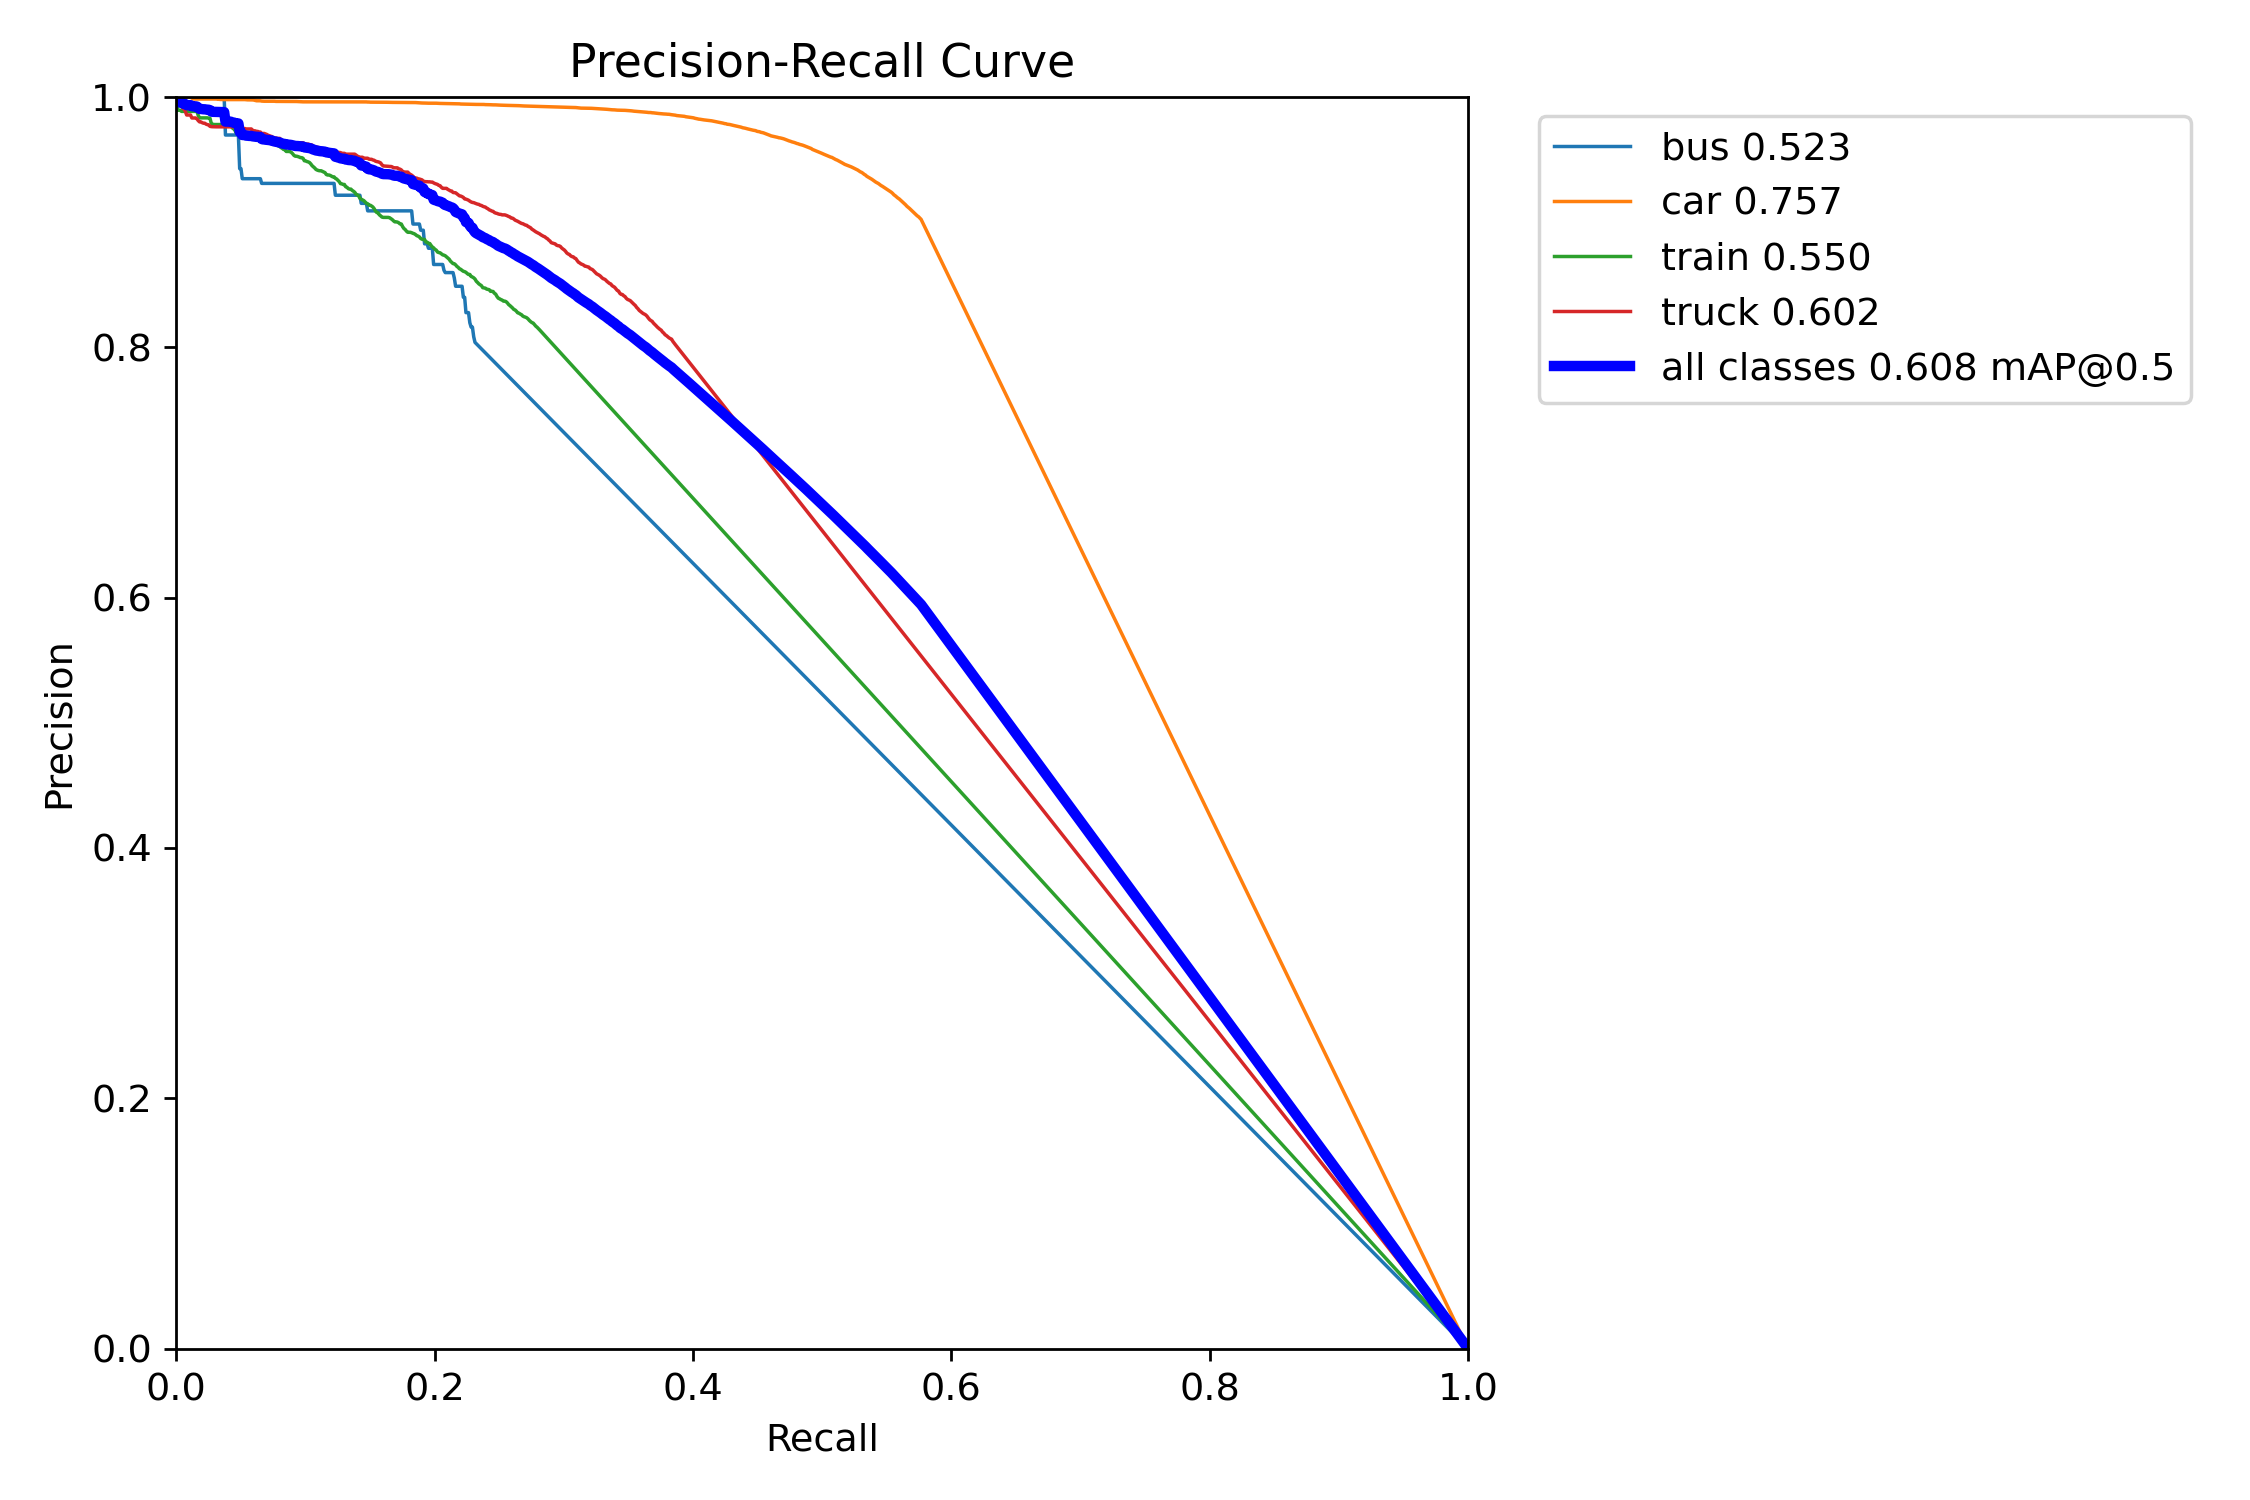 Precision-Recall Curve
1.0
0.8
0.6
0.4
0.2
0.0
Precision
0.0 0.2 0.4 0.6 0.8 1.0
Recall
bus 0.523
car 0.757
train 0.550
truck 0.602
all classes 0.608 mAP@0.5